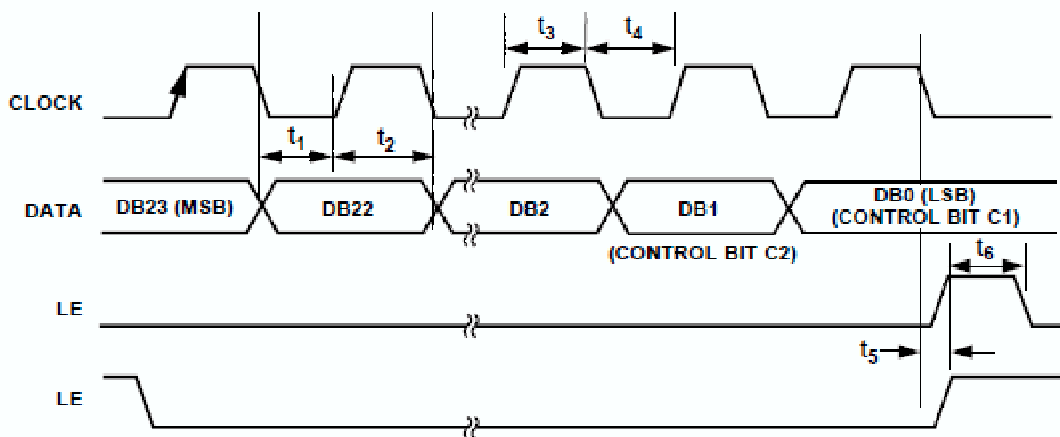 t3 t4
CLOCK
t1 t2
DATA
DB23 (MSB) DB22 DB2 DB1 DB0 (LSB)
(CONTROL BIT C1)
(CONTROL BIT C2)
t6
LE
t5
LE